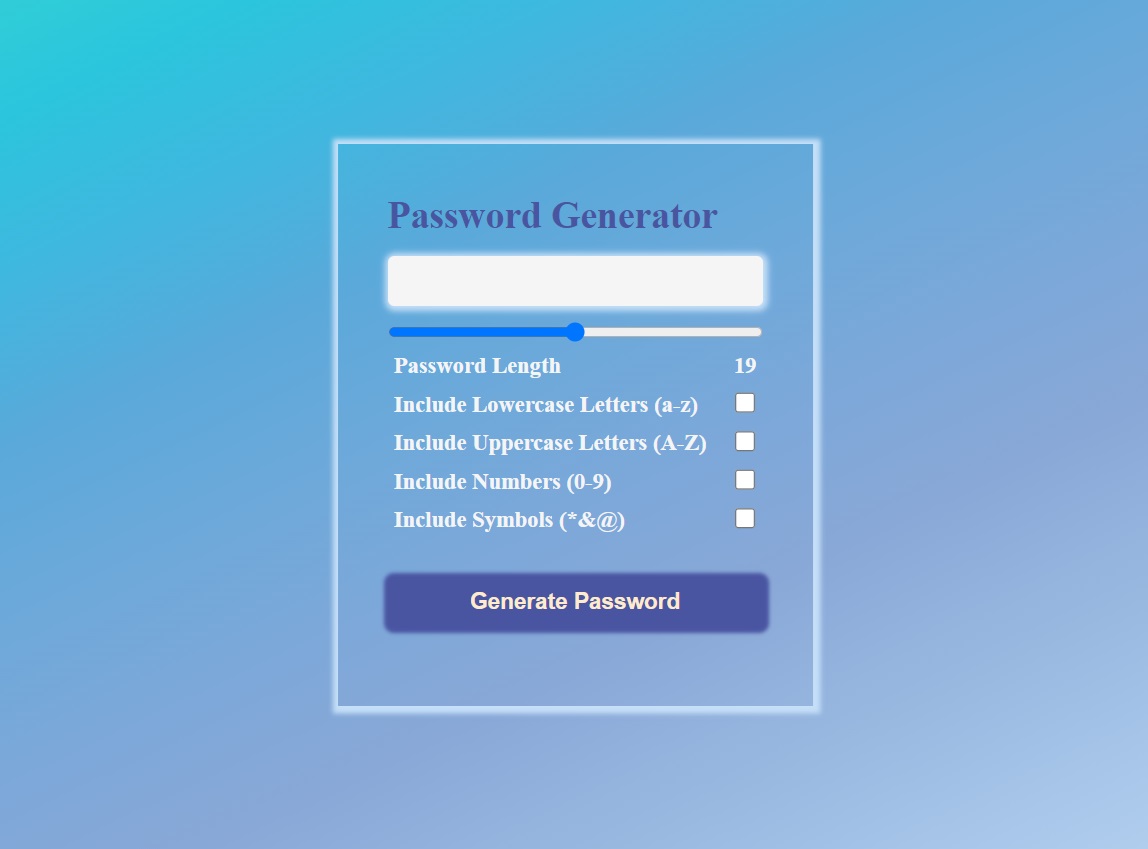 Password Generator
Password Length 19
Include Lowercase Letters (a-z)
Include Uppercase Letters (A-Z)
Include Numbers (0-9)
Include Symbols (*&@)
Generate Password